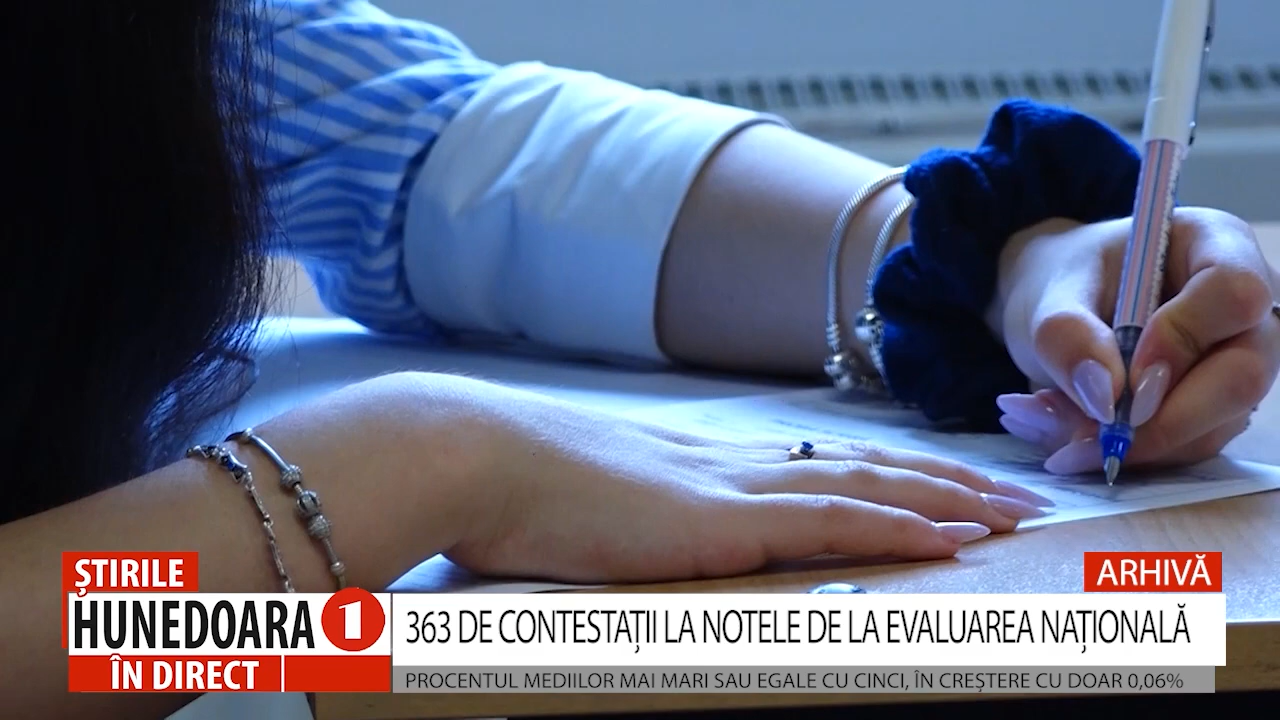 ȘTIRILE
HUNEDOARA 1
ÎN DIRECT
ARHIVĂ
363 DE CONTESTAȚII LA NOTELE DE LA EVALUAREA NAȚIONALĂ
PROCENTUL MEDIILOR MAI MARI SAU EGALE CU CINCI, ÎN CREȘTERE CU DOAR 0,06%